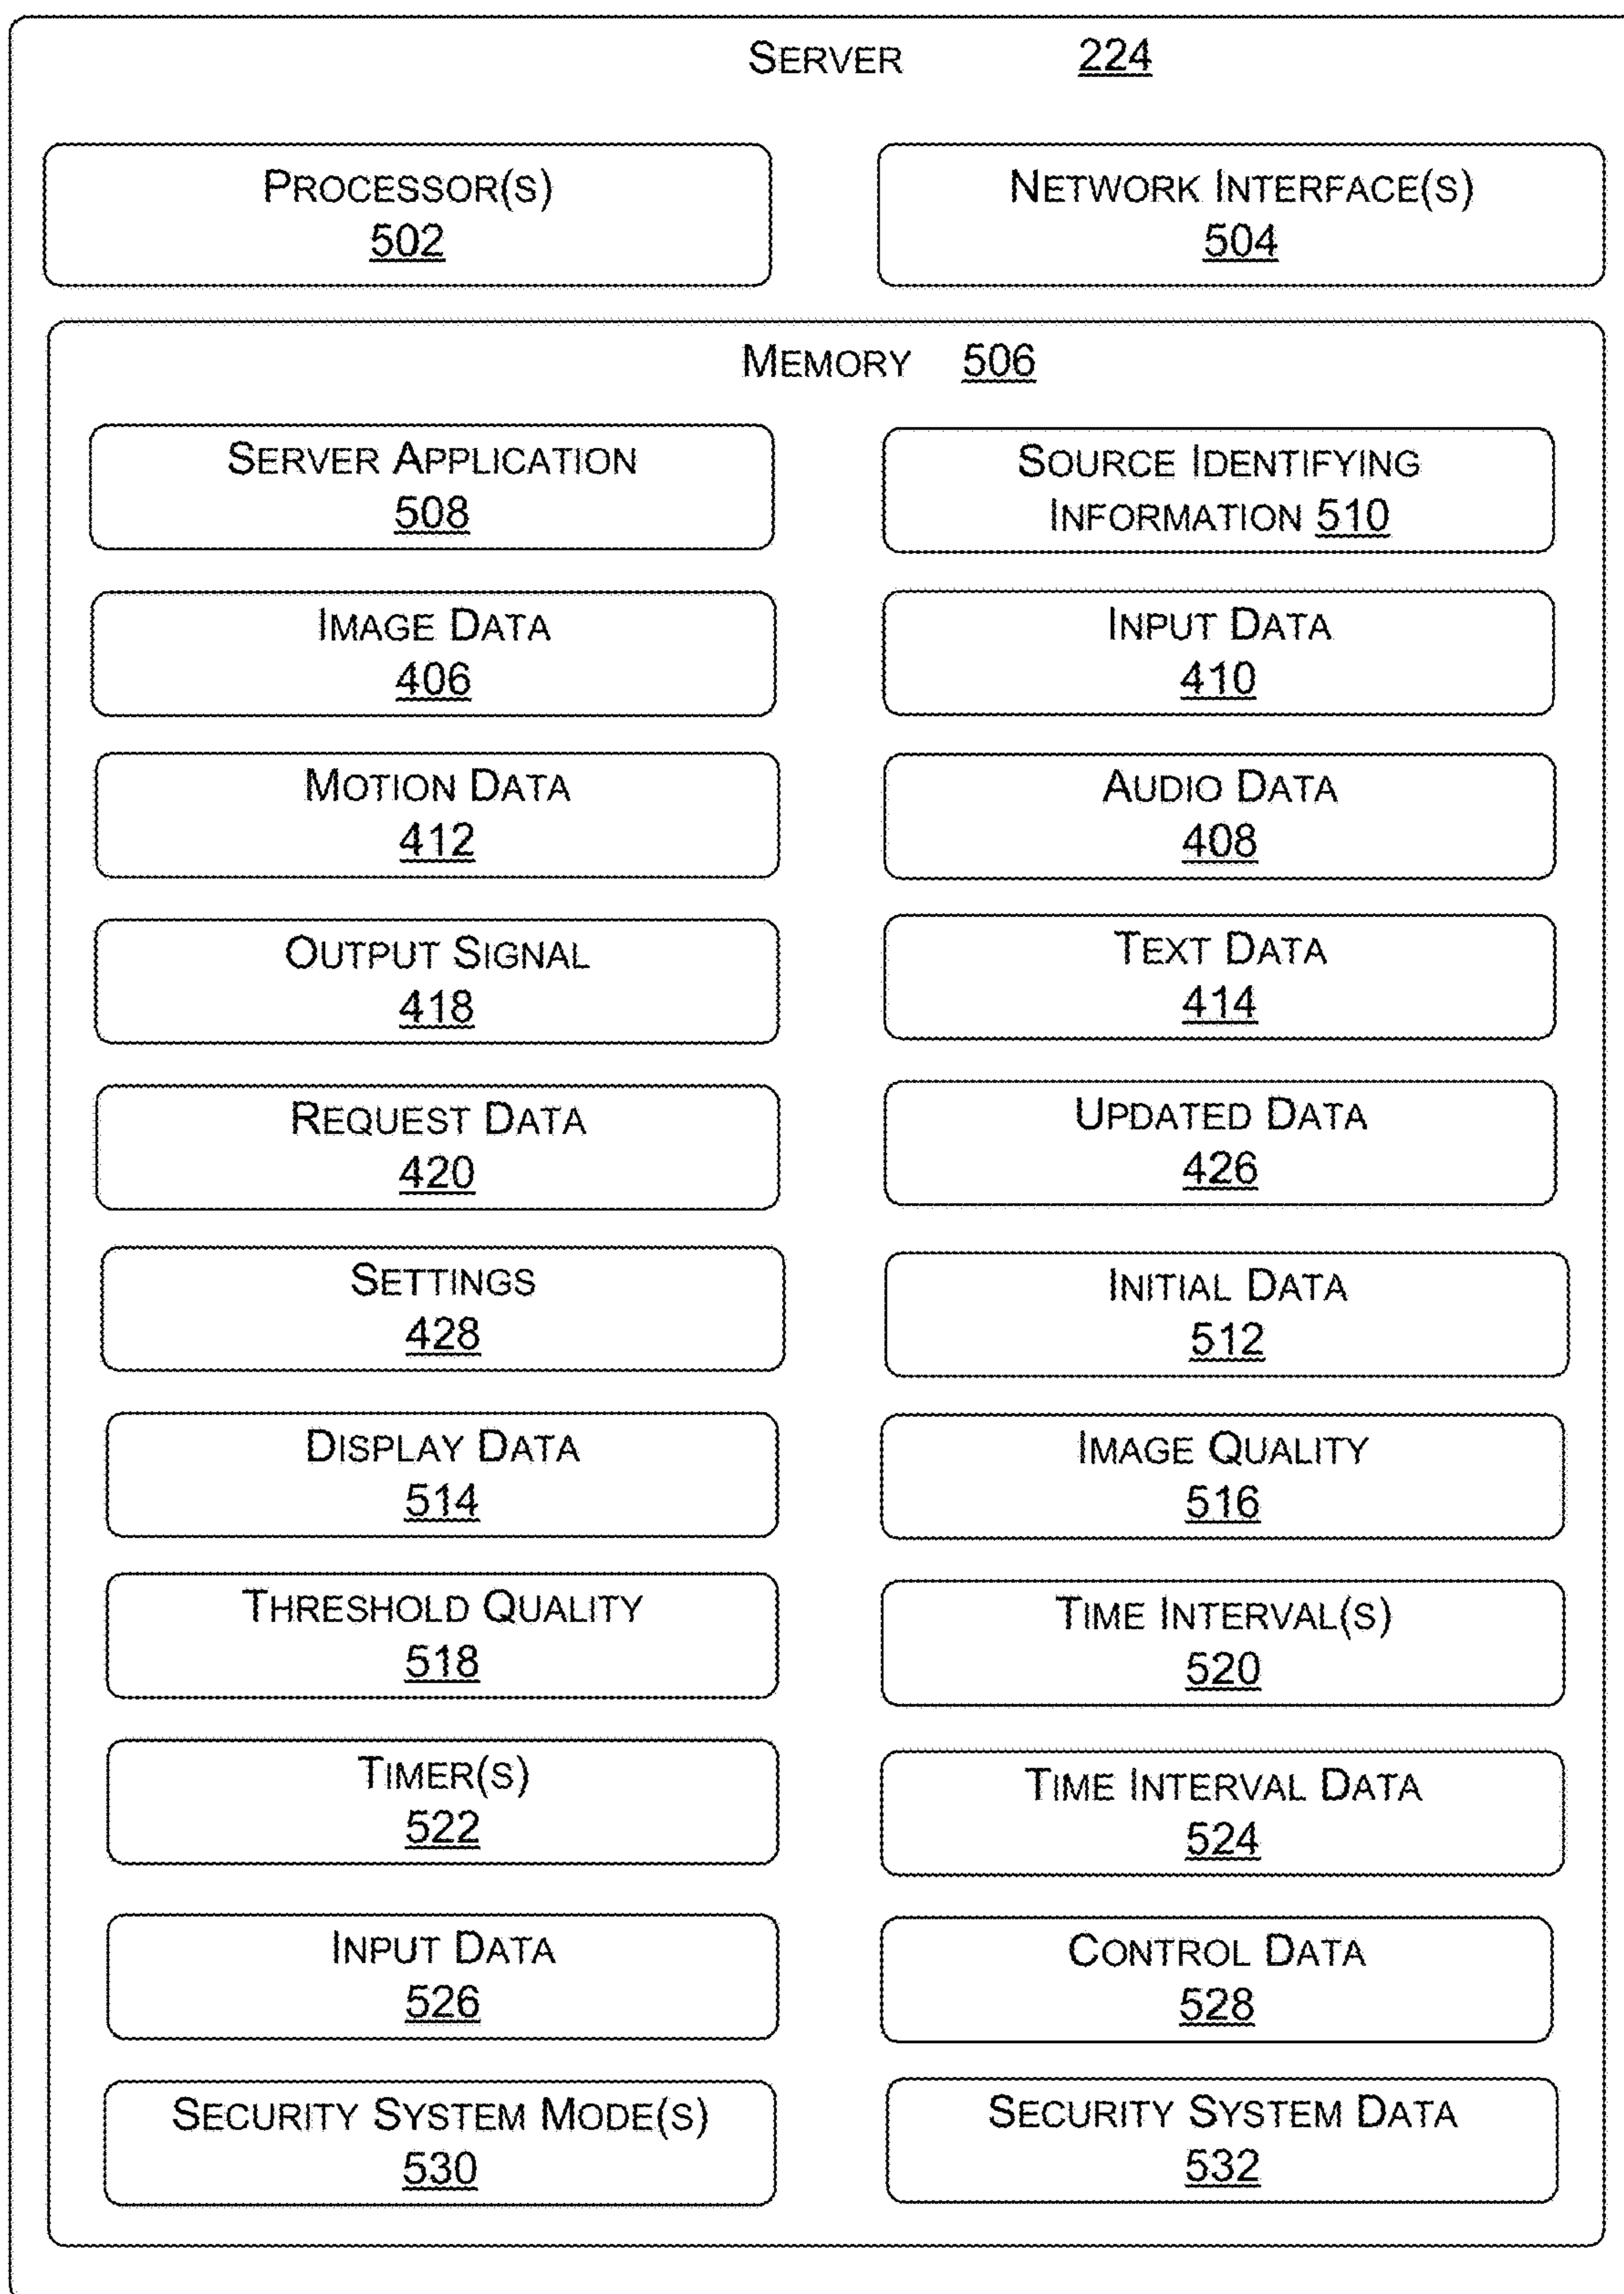 SERVER 224
PROCESSOR(S)
502
NETWORK INTERFACE(S)
504
MEMORY 506
SERVER APPLICATION
508
SOURCE IDENTIFYING
INFORMATION 510
IMAGE DATA
406
INPUT DATA
410
MOTION DATA
412
AUDIO DATA
408
OUTPUT SIGNAL
418
TEXT DATA
414
REQUEST DATA
420
UPDATED DATA
426
SETTINGS
428
INITIAL DATA
512
DISPLAY DATA
514
IMAGE QUALITY
516
THRESHOLD QUALITY
518
TIME INTERVAL(S)
520
TIMER(S)
522
TIME INTERVAL DATA
524
INPUT DATA
526
CONTROL DATA
528
SECURITY SYSTEM MODE(S)
530
SECURITY SYSTEM DATA
532